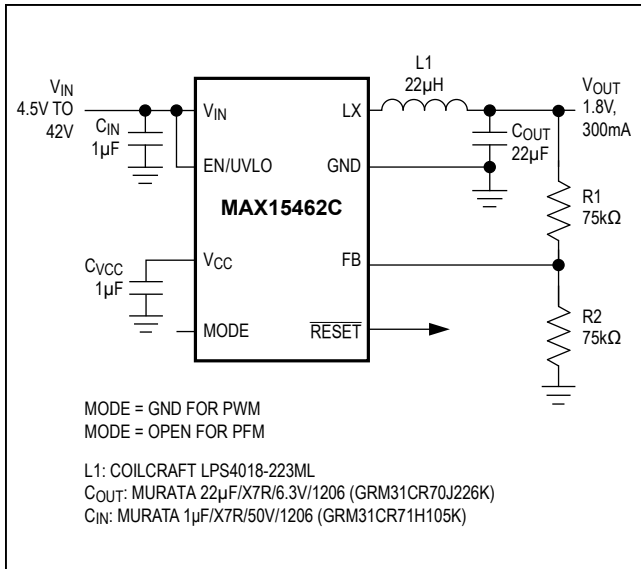 VIN
4.5V TO
42V
CIN
1µF
VIN
EN/UVLO
VCC
MODE
CVCC
1µF
MAX15462C
LX
GND
FB
RESET
L1
22µH
COUT
22µF
VOUT
1.8V,
300mA
R1
75kΩ
R2
75kΩ
MODE = GND FOR PWM
MODE = OPEN FOR PFM
L1: COILCRAFT LPS4018-223ML
COUT: MURATA 22µF/X7R/6.3V/1206 (GRM31CR70J226K)
CIN: MURATA 1µF/X7R/50V/1206 (GRM31CR71H105K)